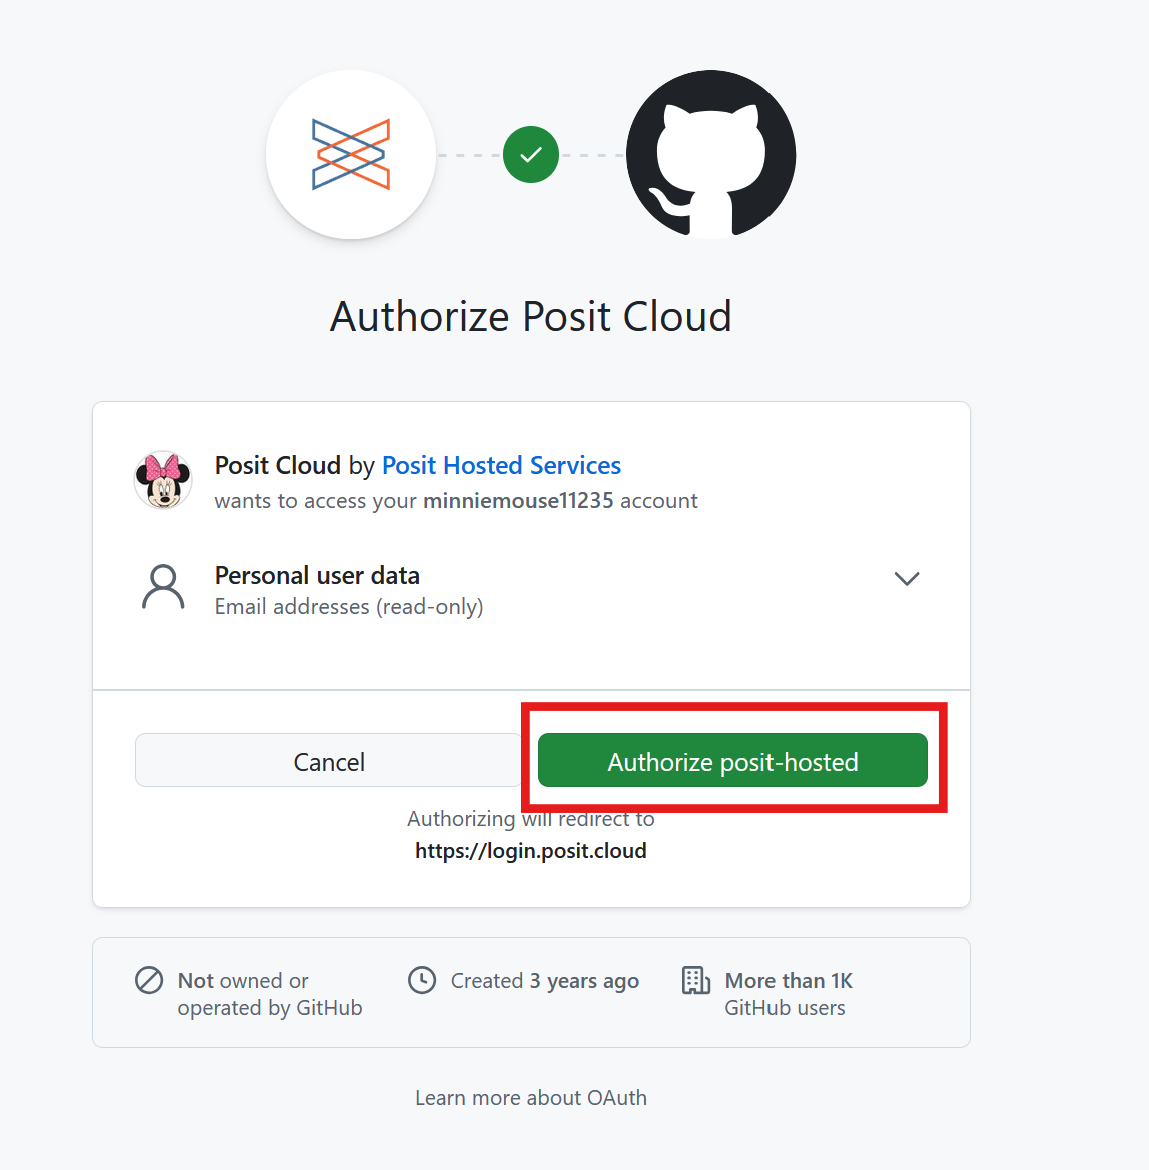 Authorize Posit Cloud
Posit Cloud by Posit Hosted Services
wants to access your minniemouse11235 account
Personal user data
Email addresses (read-only)
Cancel
Authorize posit-hosted
Authorizing will redirect to
https://login.posit.cloud
Not owned or
operated by GitHub
Created 3 years ago
More than 1K
GitHub users
Learn more about OAuth